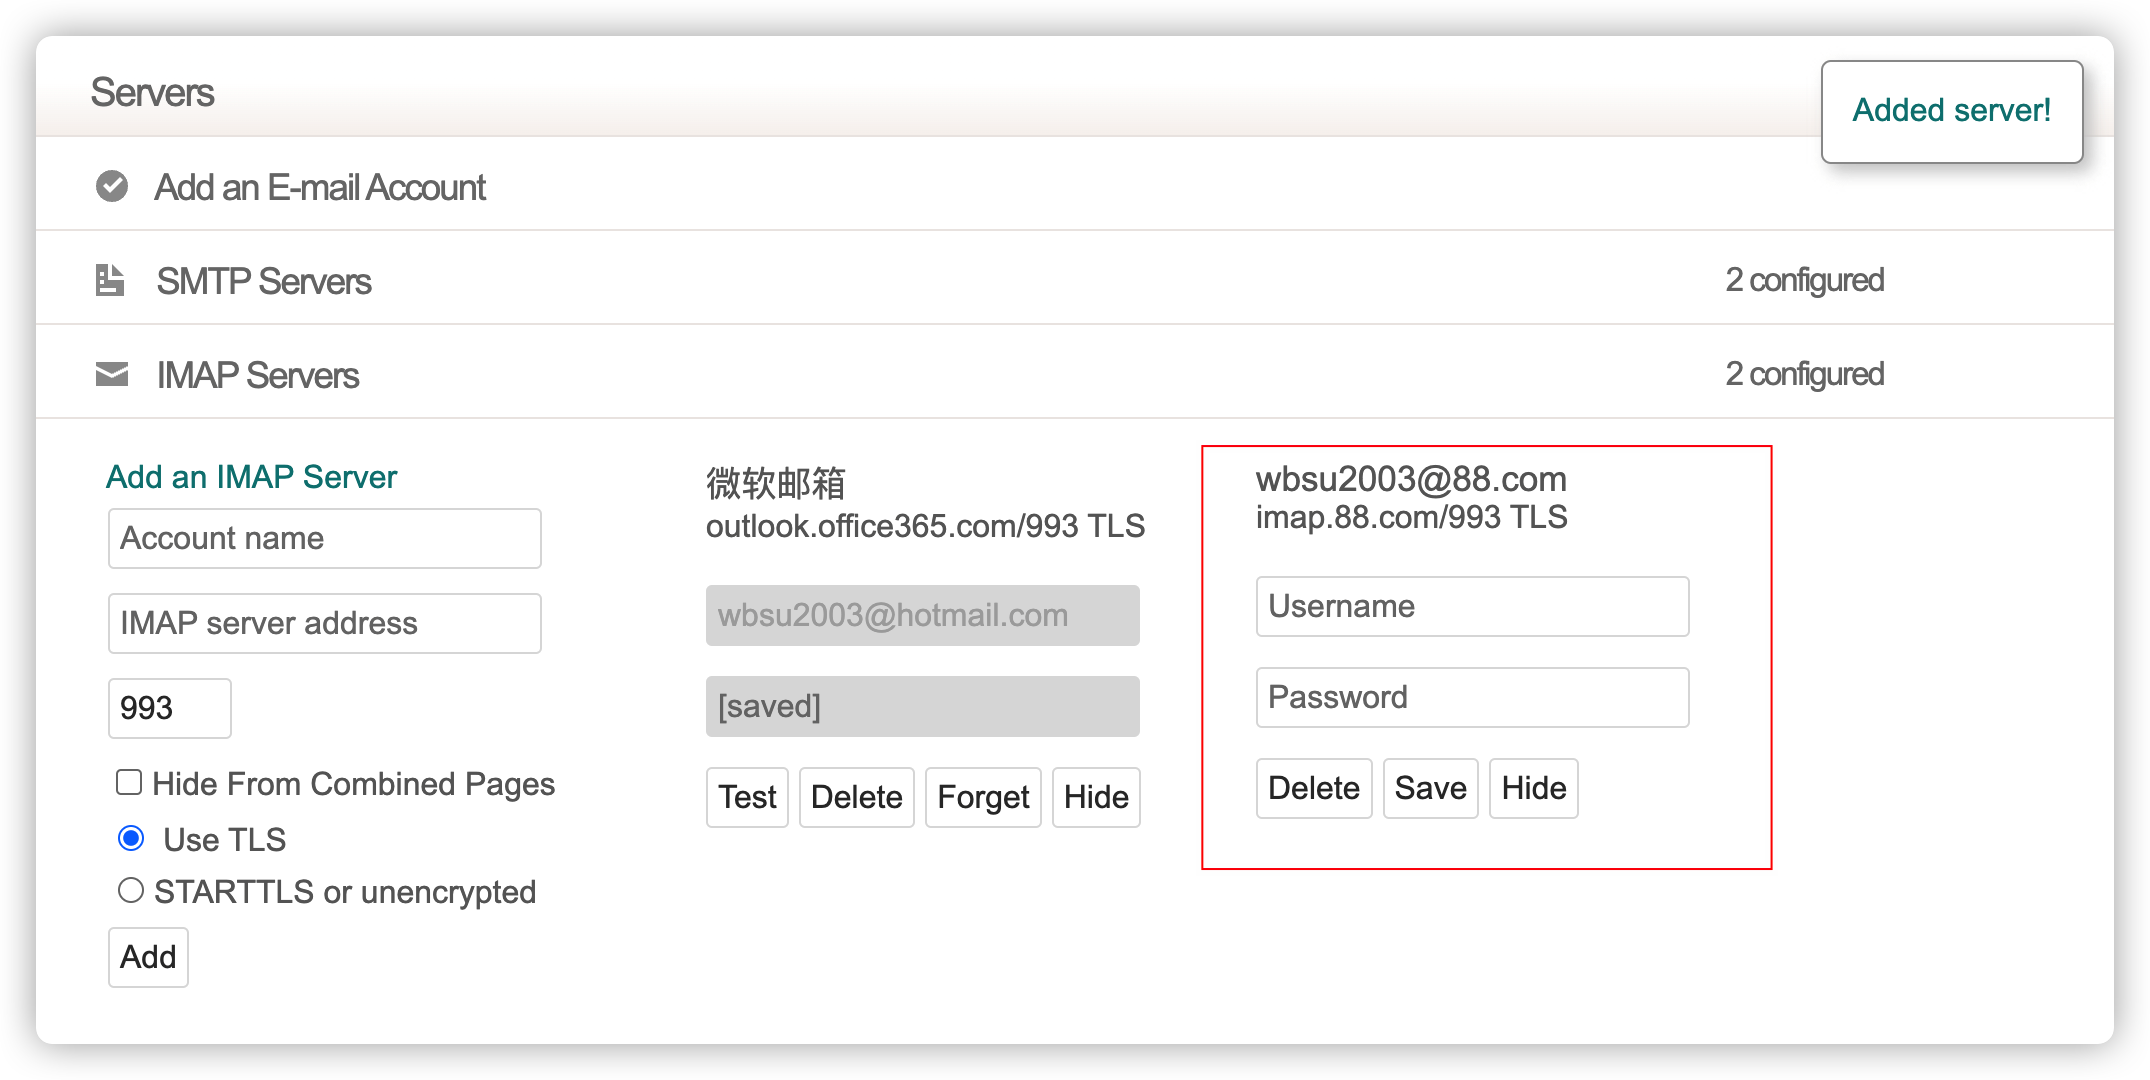 Servers
Added server!
Add an E-mail Account
SMTP Servers
2 configured
IMAP Servers
2 configured
Add an IMAP Server
Account name
IMAP server address
993
Hide From Combined Pages
Use TLS
STARTTLS or unencrypted
Add
微软邮箱
outlook.office365.com/993 TLS
wbsu2003@hotmail.com
[saved]
Test Delete Forget Hide
wbsu2003@88.com
imap.88.com/993 TLS
Username
Password
Delete Save Hide